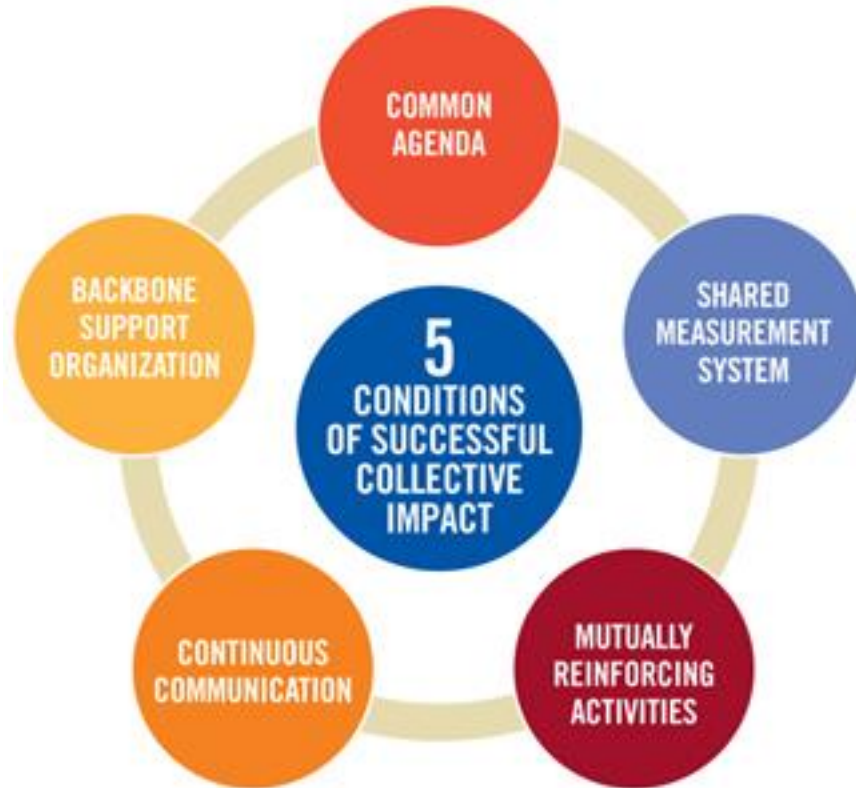 COMMON
AGENDA
SHARED
MEASUREMENT
SYSTEM
MUTUALLY
REINFORCING
ACTIVITIES
CONTINUOUS
COMMUNICATION
BACKBONE
SUPPORT
ORGANIZATION
5
CONDITIONS
OF SUCCESSFUL
COLLECTIVE
IMPACT